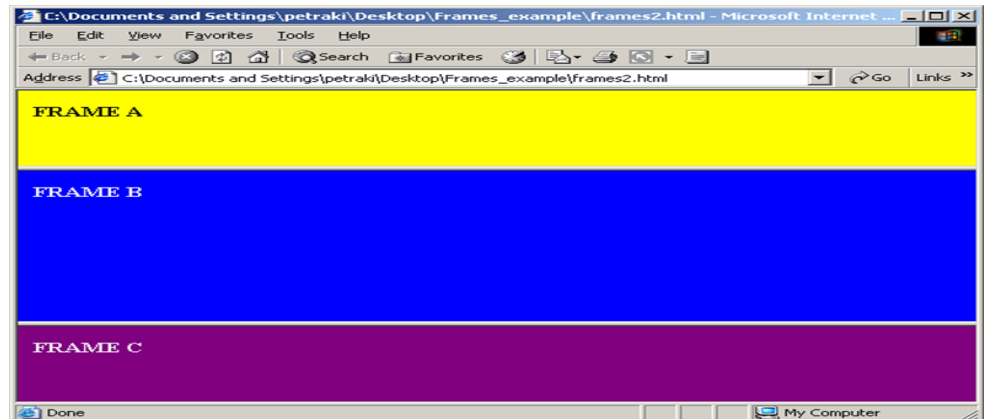 C:\Documents and Settings\petraki\Desktop\Frames_example\frames2.html - Microsoft Internet ...
File Edit View Favorites Tools Help
Back Search Favorites
Address C:\Documents and Settings\petraki\Desktop\Frames_example\frames2.html Go Links »
FRAME A
FRAME B
FRAME C
Done My Computer